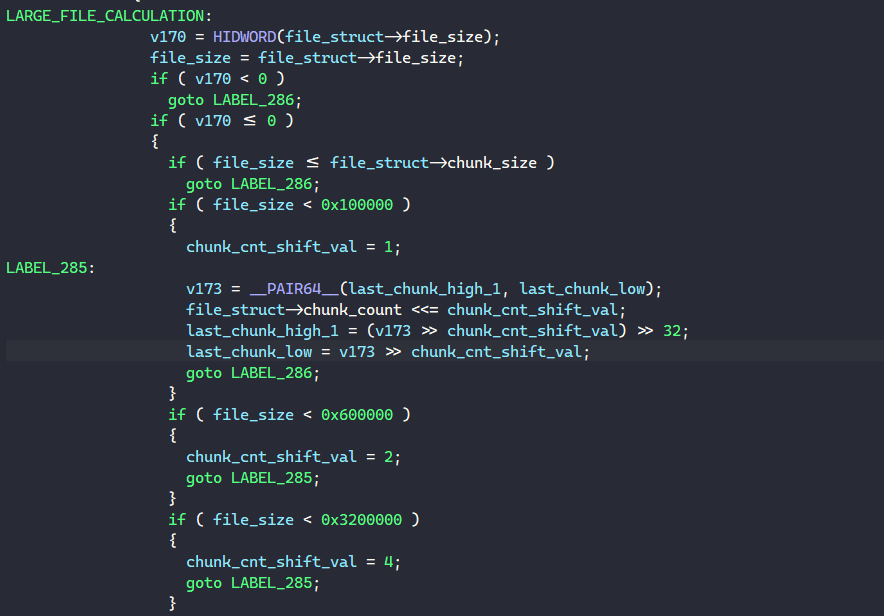 LARGE_FILE_CALCULATION:
v170 = HIDWORD(file_struct->file_size);
file_size = file_struct->file_size;
if ( v170 < 0 )
goto LABEL_286;
if ( v170 <= 0 )
{
if ( file_size <= file_struct->chunk_size )
goto LABEL_286;
if ( file_size < 0x100000 )
{
chunk_cnt_shift_val = 1;
LABEL_285:
v173 = __PAIR64__(last_chunk_high_1, last_chunk_low);
file_struct->chunk_count <<= chunk_cnt_shift_val;
last_chunk_high_1 = (v173 >> chunk_cnt_shift_val) >> 32;
last_chunk_low = v173 >> chunk_cnt_shift_val;
goto LABEL_286;
}
if ( file_size < 0x600000 )
{
chunk_cnt_shift_val = 2;
goto LABEL_285;
}
if ( file_size < 0x3200000 )
{
chunk_cnt_shift_val = 4;
goto LABEL_285;
}